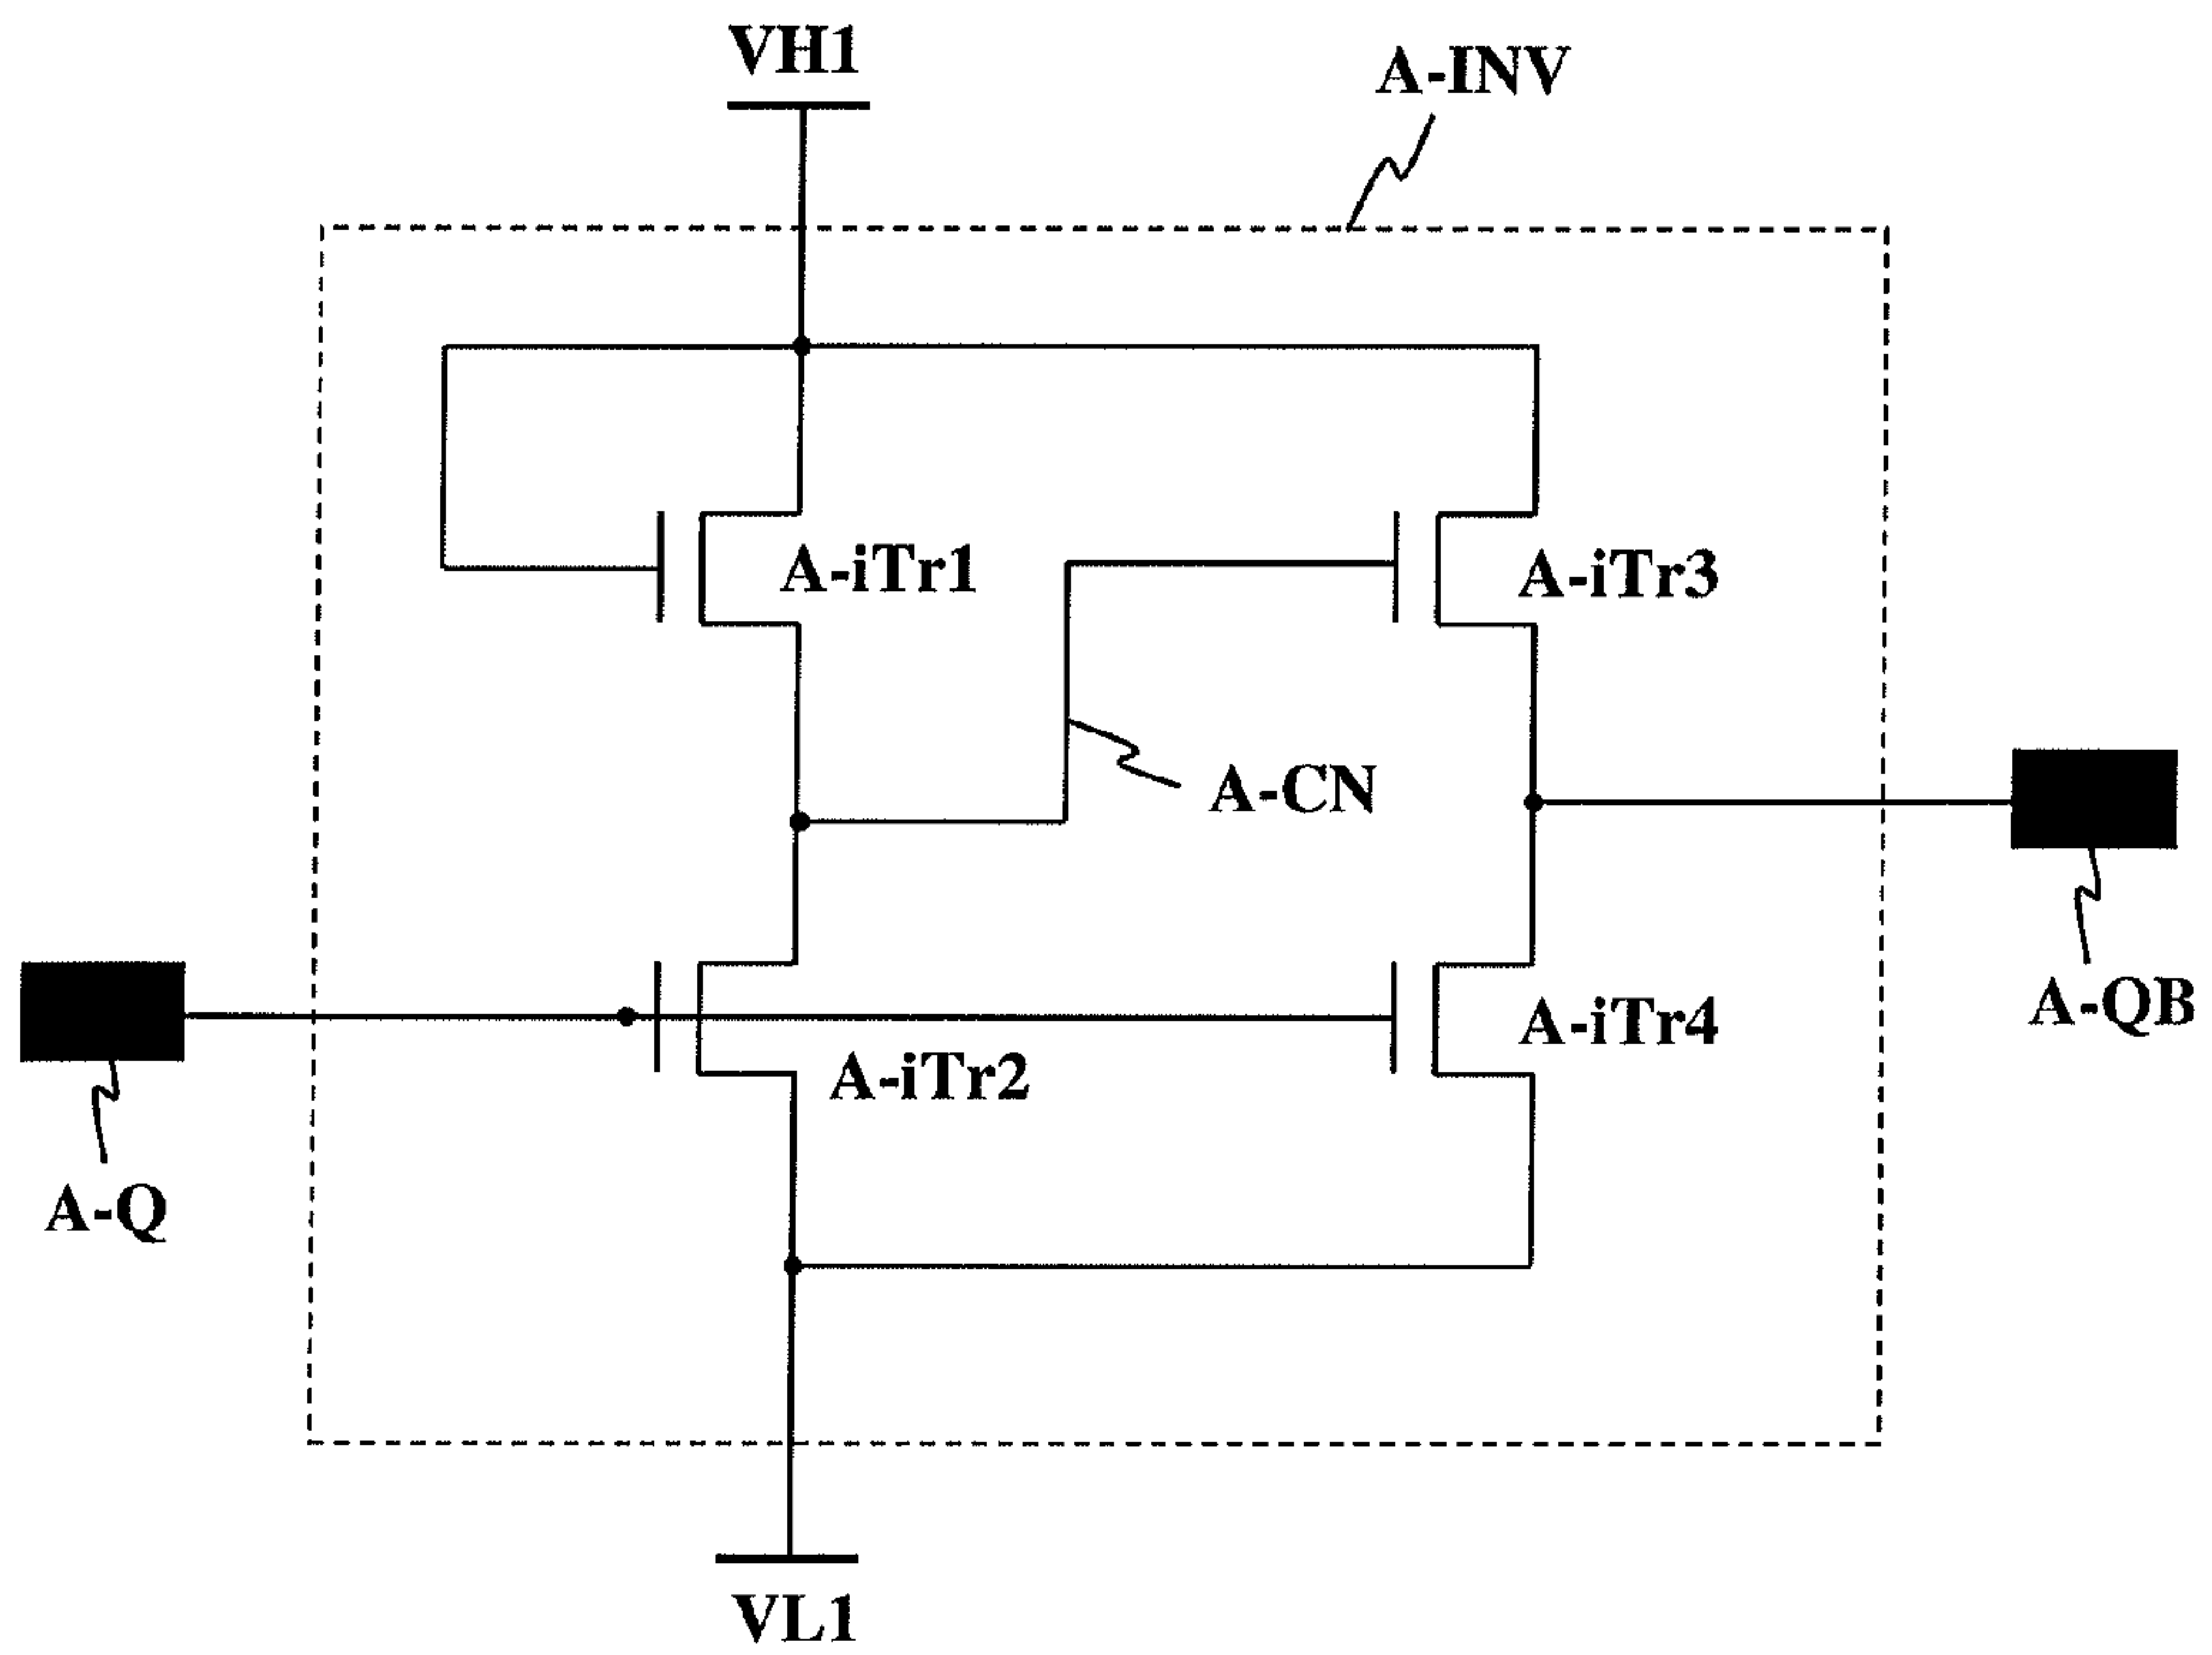 VH1
A-INV
A-iTr1
A-iTr3
A-CN
A-QB
A-iTr4
A-iTr2
A-Q
VL1